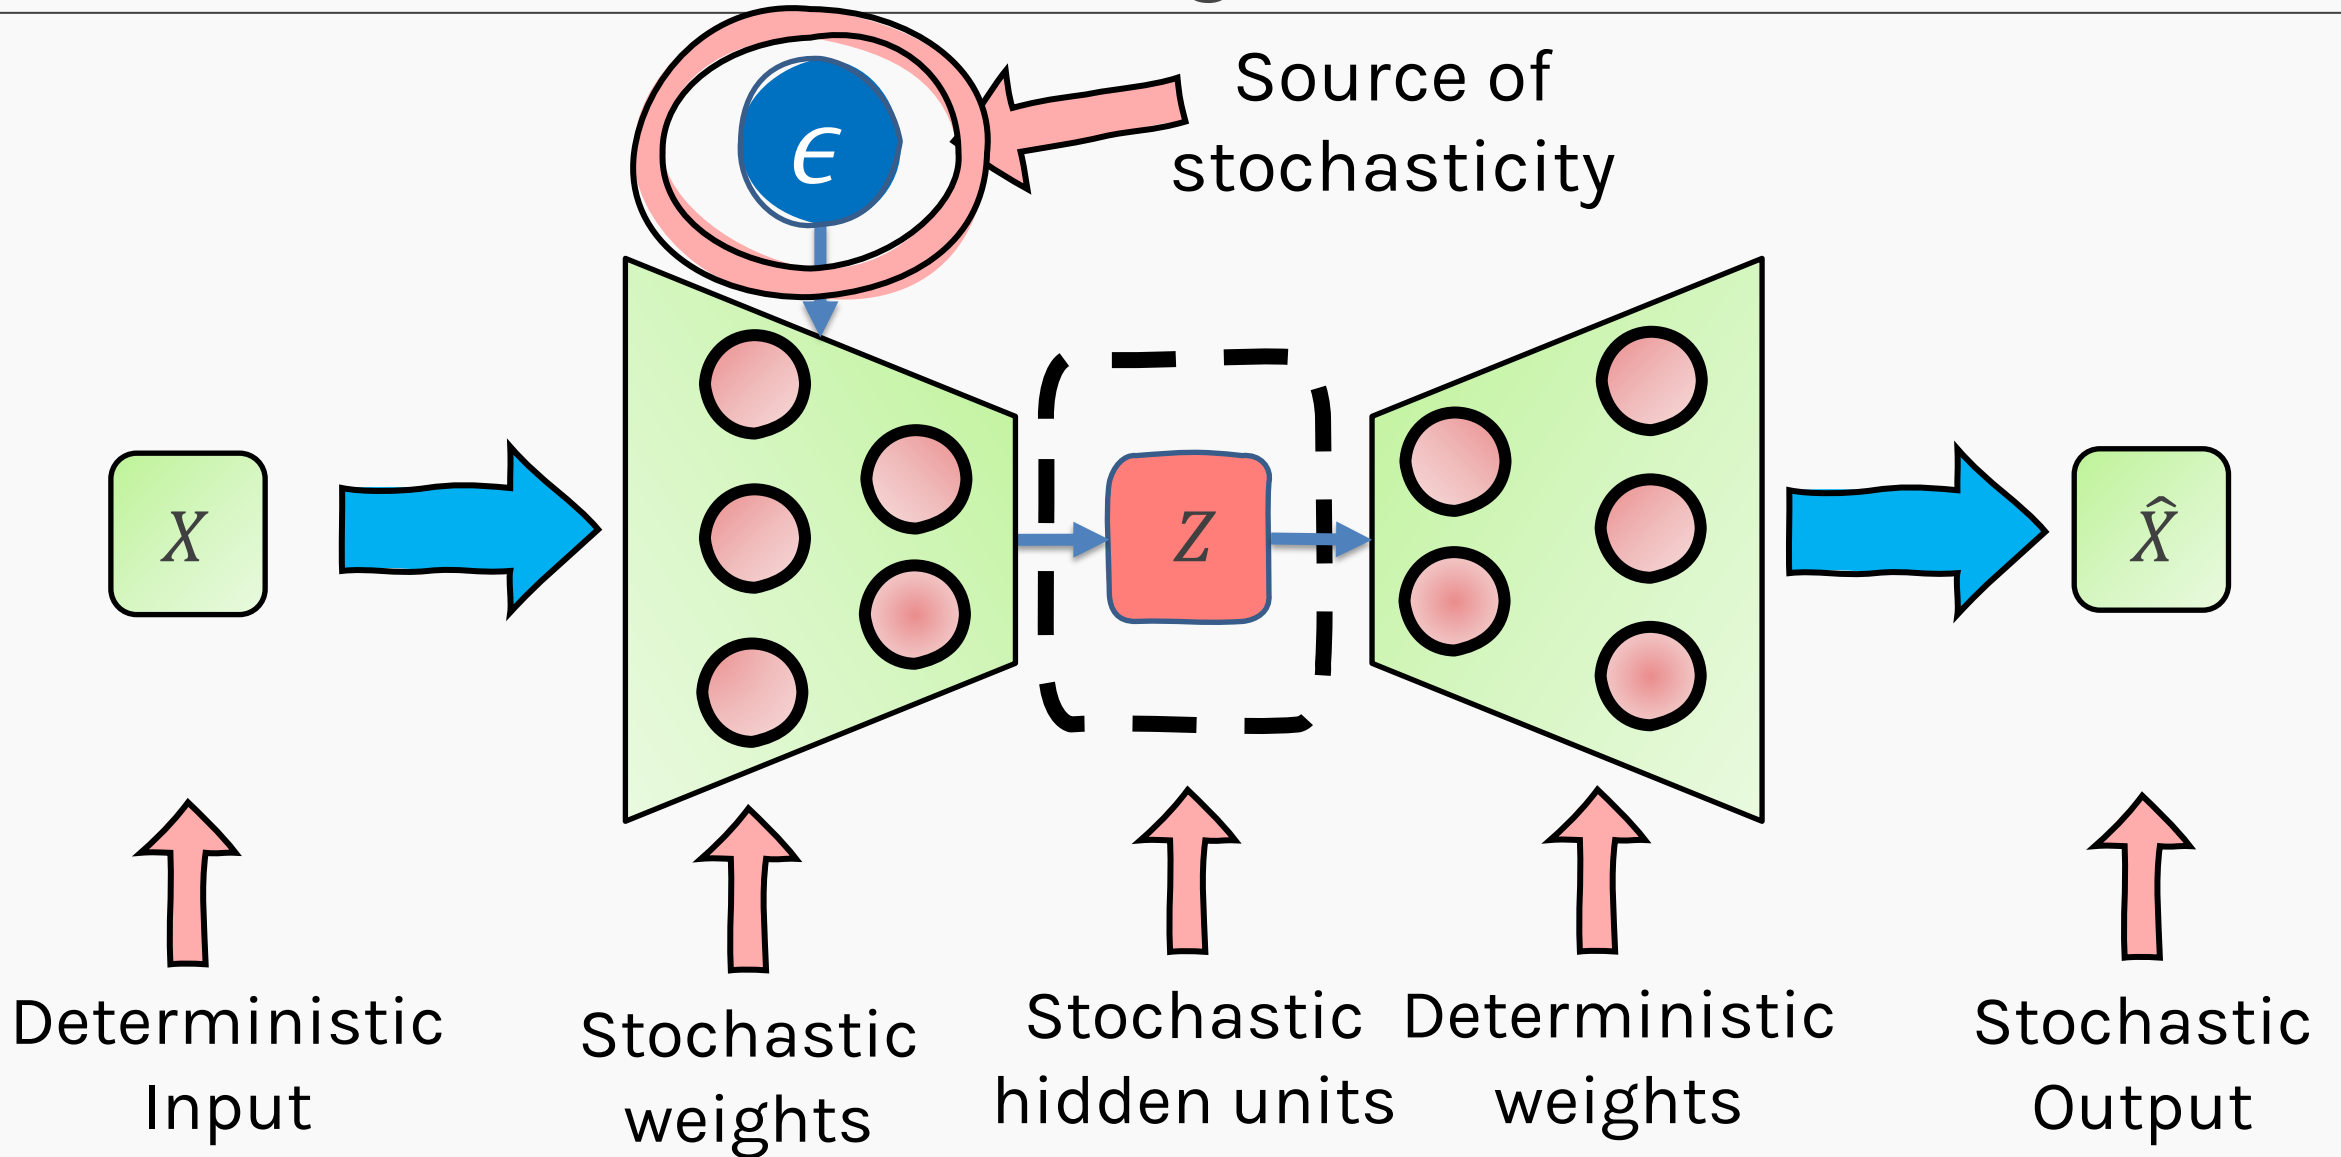 Source of
stochasticity
ϵ
X
Z
X̂
Deterministic
Input
Stochastic
weights
Stochastic
hidden units
Deterministic
weights
Stochastic
Output